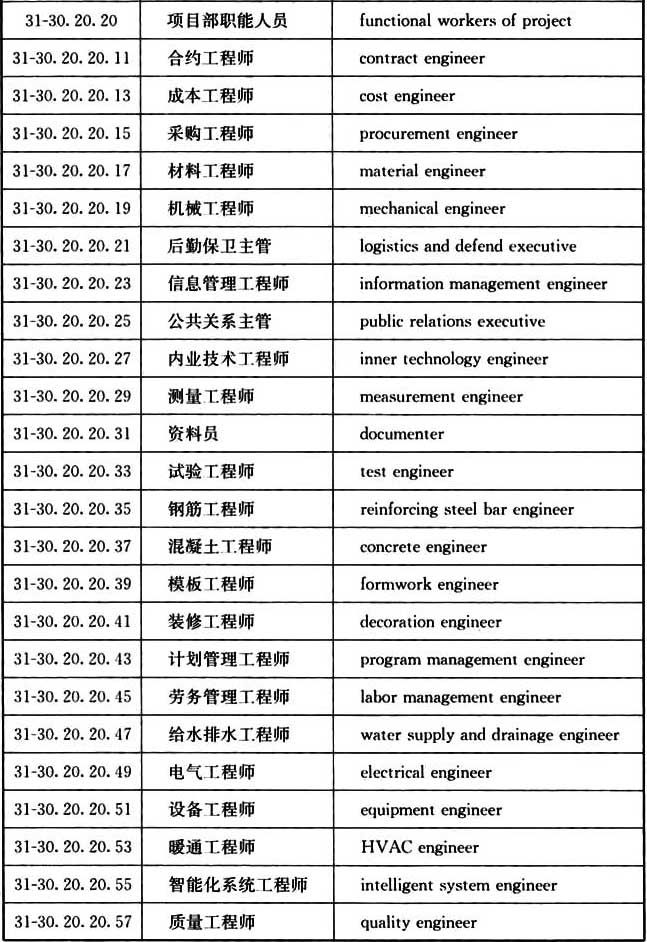 31-30. 20. 20 项目部职能人员 functional workers of project
31-30. 20. 20. 11 合约工程师 contract engineer
31-30. 20. 20. 13 成本工程师 cost engineer
31-30. 20. 20. 15 采购工程师 procurement engineer
31-30. 20. 20. 17 材料工程师 material engineer
31-30. 20. 20. 19 机械工程师 mechanical engineer
31-30. 20. 20. 21 后勤保卫主管 logistics and defend executive
31-30. 20. 20. 23 信息管理工程师 information management engineer
31-30. 20. 20. 25 公共关系主管 public relations executive
31-30. 20. 20. 27 内业技术工程师 inner technology engineer
31-30. 20. 20. 29 测量工程师 measurement engineer
31-30. 20. 20. 31 资料员 documenter
31-30. 20. 20. 33 试验工程师 test engineer
31-30. 20. 20. 35 钢筋工程师 reinforcing steel bar engineer
31-30. 20. 20. 37 混凝土工程师 concrete engineer
31-30. 20. 20. 39 模板工程师 formwork engineer
31-30. 20. 20. 41 装修工程师 decoration engineer
31-30. 20. 20. 43 计划管理工程师 program management engineer
31-30. 20. 20. 45 劳务管理工程师 labor management engineer
31-30. 20. 20. 47 给水排水工程师 water supply and drainage engineer
31-30. 20. 20. 49 电气工程师 electrical engineer
31-30. 20. 20. 51 设备工程师 equipment engineer
31-30. 20. 20. 53 暖通工程师 HVAC engineer
31-30. 20. 20. 55 智能化系统工程师 intelligent system engineer
31-30. 20. 20. 57 质量工程师 quality engineer